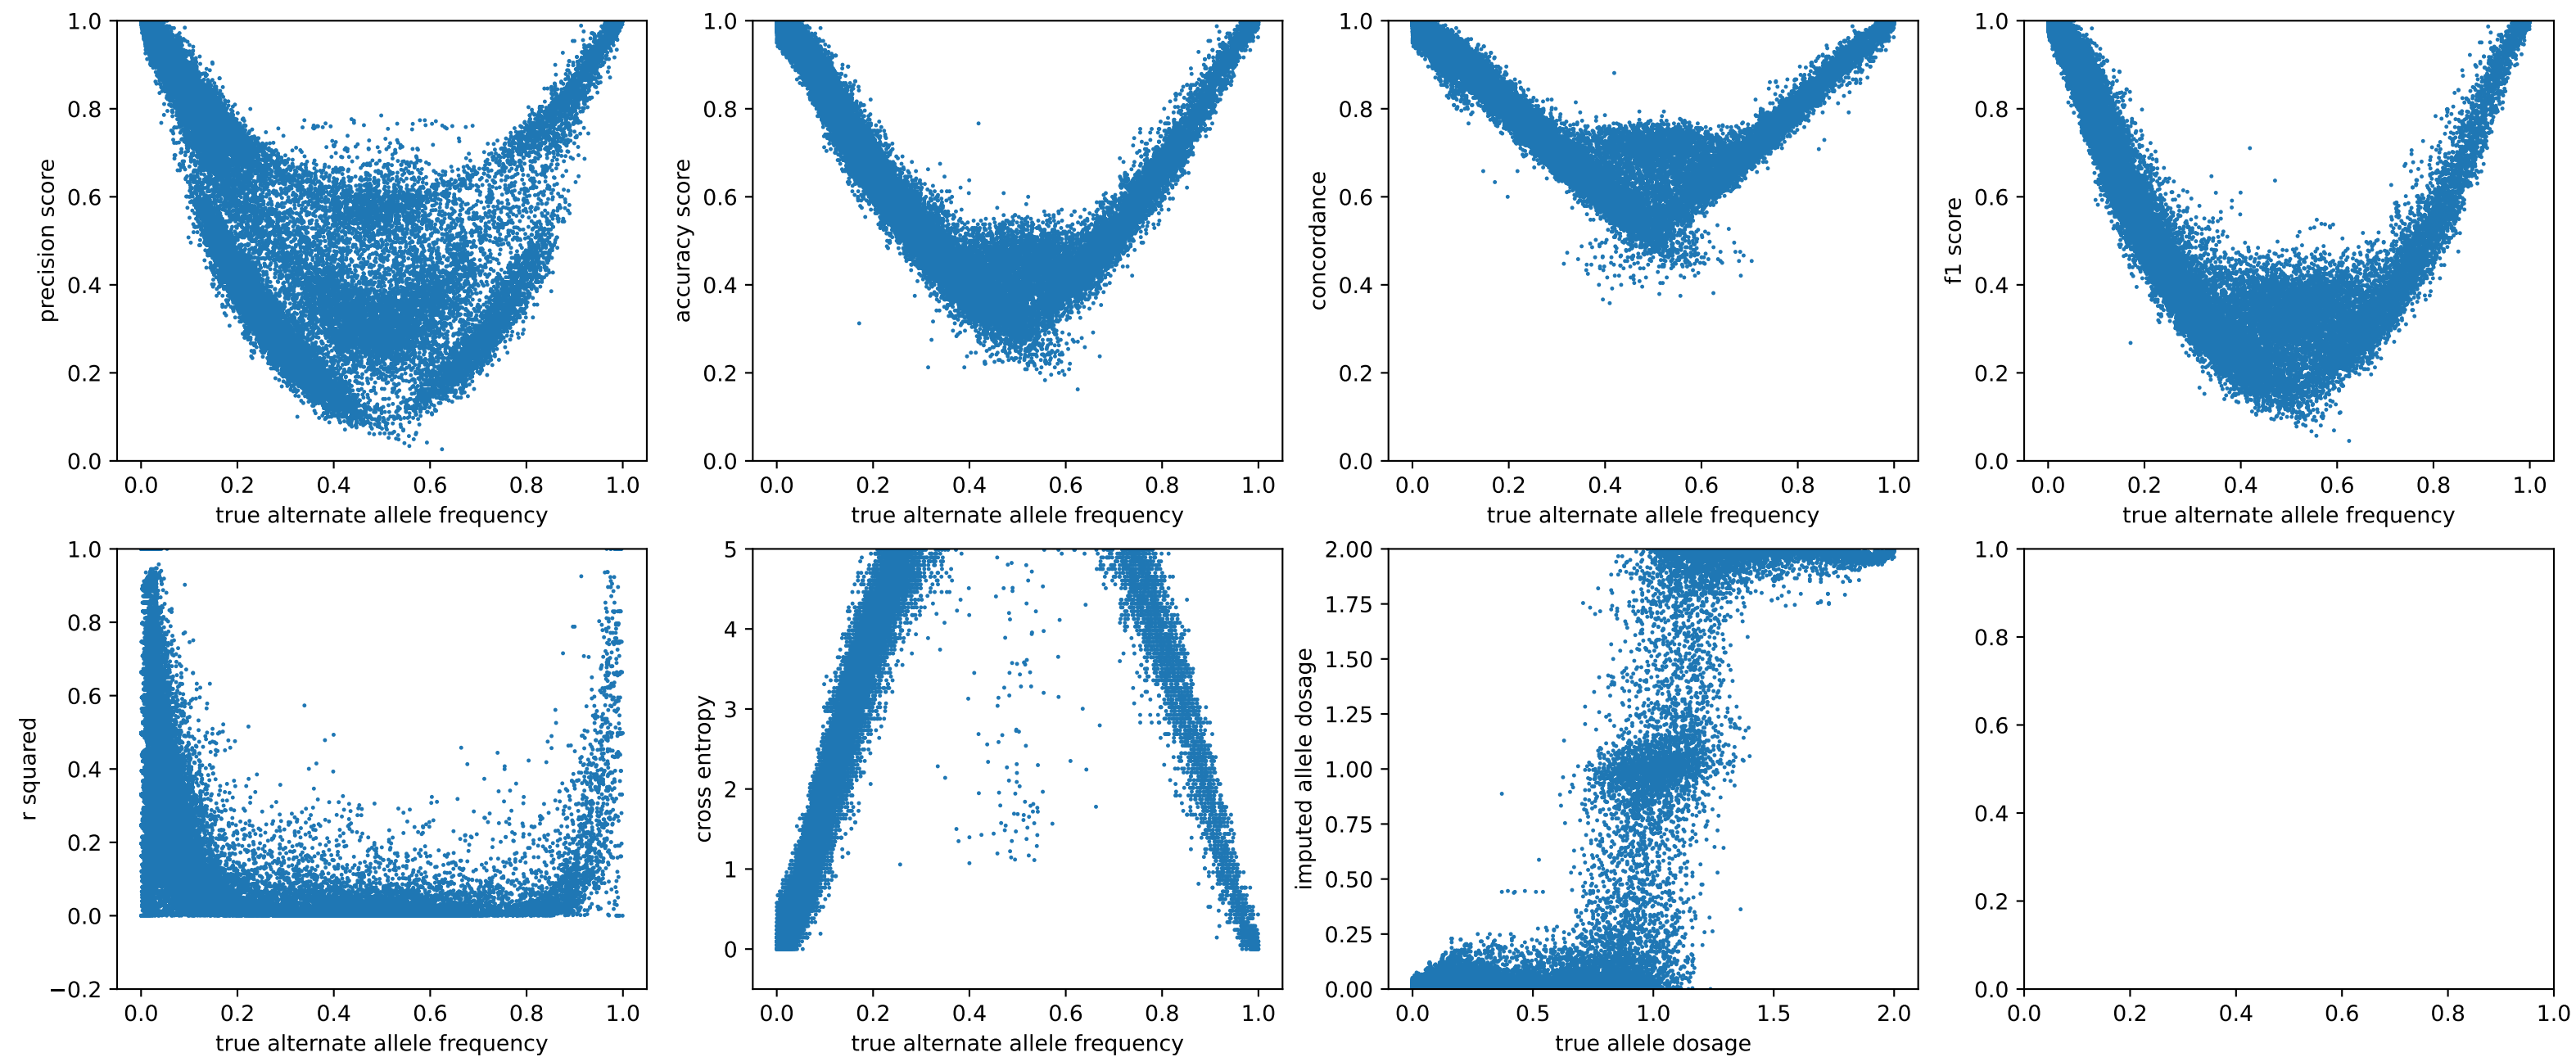 precision score
1.0
0.8
0.6
0.4
0.2
0.0
0.0 0.2 0.4 0.6 0.8 1.0
true alternate allele frequency
accuracy score
1.0
0.8
0.6
0.4
0.2
0.0
0.0 0.2 0.4 0.6 0.8 1.0
true alternate allele frequency
concordance
1.0
0.8
0.6
0.4
0.2
0.0
0.0 0.2 0.4 0.6 0.8 1.0
true alternate allele frequency
f1 score
1.0
0.8
0.6
0.4
0.2
0.0
0.0 0.2 0.4 0.6 0.8 1.0
true alternate allele frequency
r squared
1.0
0.8
0.6
0.4
0.2
0.0
−0.2
0.0 0.2 0.4 0.6 0.8 1.0
true alternate allele frequency
cross entropy
5
4
3
2
1
0
0.0 0.2 0.4 0.6 0.8 1.0
true alternate allele frequency
imputed allele dosage
2.00
1.75
1.50
1.25
1.00
0.75
0.50
0.25
0.00
0.0 0.5 1.0 1.5 2.0
true allele dosage
1.0
0.8
0.6
0.4
0.2
0.0
0.0 0.2 0.4 0.6 0.8 1.0